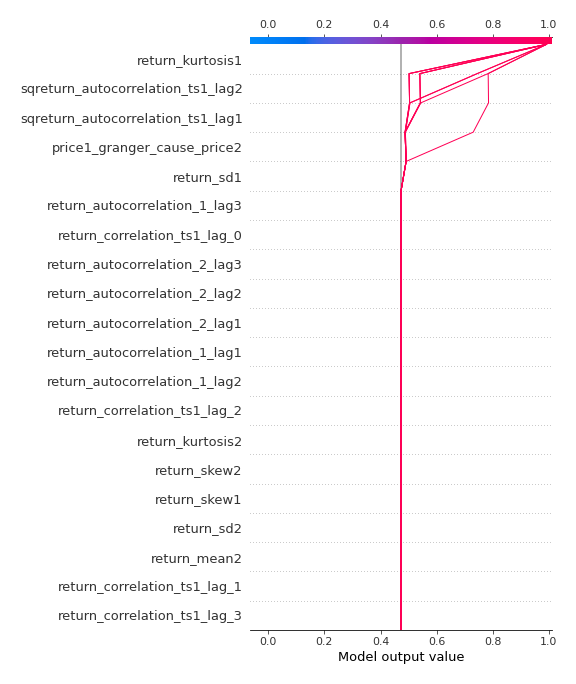 0.0 0.2 0.4 0.6 0.8 1.0
return_kurtosis1
sqreturn_autocorrelation_ts1_lag2
sqreturn_autocorrelation_ts1_lag1
price1_granger_cause_price2
return_sd1
return_autocorrelation_1_lag3
return_correlation_ts1_lag_0
return_autocorrelation_2_lag3
return_autocorrelation_2_lag2
return_autocorrelation_2_lag1
return_autocorrelation_1_lag1
return_autocorrelation_1_lag2
return_correlation_ts1_lag_2
return_kurtosis2
return_skew2
return_skew1
return_sd2
return_mean2
return_correlation_ts1_lag_1
return_correlation_ts1_lag_3
0.0 0.2 0.4 0.6 0.8 1.0
Model output value